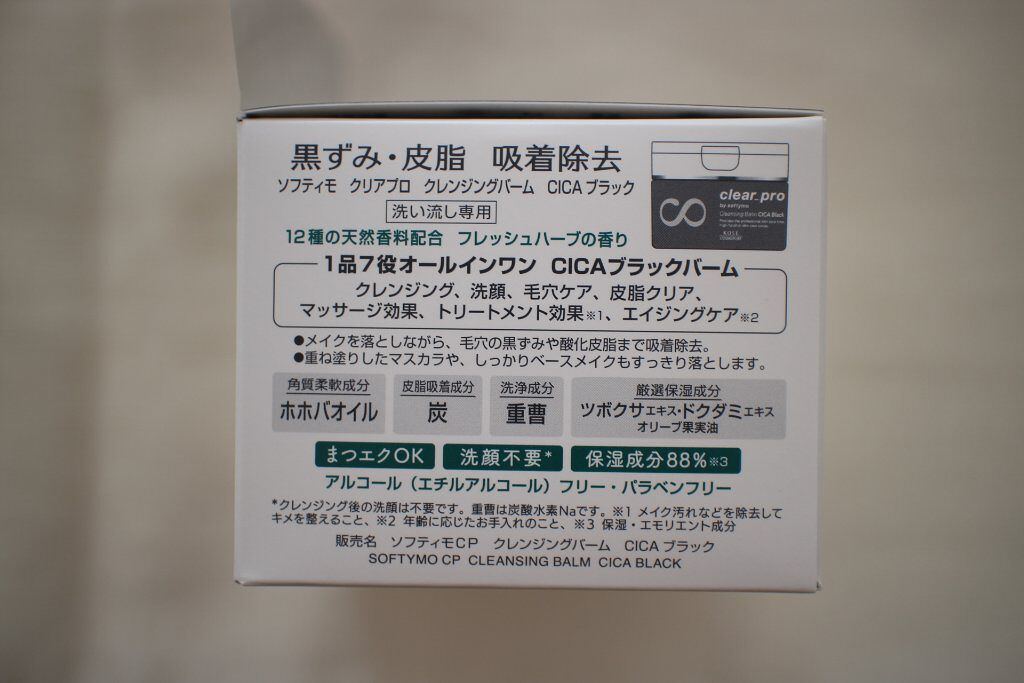 黒ずみ・皮脂 吸着除去
ソフティモ クリアプロ クレンジングバーム CICA ブラック
洗い流し専用
12種の天然香料配合 フレッシュハーブの香り
clear.pro
by softymo
Cleansing Balm CICA Black
KOSÉ
COSMEPORT
1品7役オールインワン CICAブラックバーム
クレンジング、洗顔、毛穴ケア、皮脂クリア、
マッサージ効果、トリートメント効果※1、エイジングケア※2
●メイクを落としながら、毛穴の黒ずみや酸化皮脂まで吸着除去。
●重ね塗りしたマスカラや、しっかりベースメイクもすっきり落とします。
角質柔軟成分
ホホバオイル
皮脂吸着成分
炭
洗浄成分
重曹
厳選保湿成分
ツボクサエキス・ドクダミエキス
オリーブ果実油
まつエクOK
洗顔不要*
保湿成分88%※3
アルコール（エチルアルコール）フリー・パラベンフリー
*クレンジング後の洗顔は不要です。重曹は炭酸水素Naです。※1 メイク汚れなどを除去して
キメを整えること、※2 年齢に応じたお手入れのこと、※3 保湿・エモリエント成分
販売名 ソフティモCP クレンジングバーム CICA ブラック
SOFTYMO CP CLEANSING BALM CICA BLACK